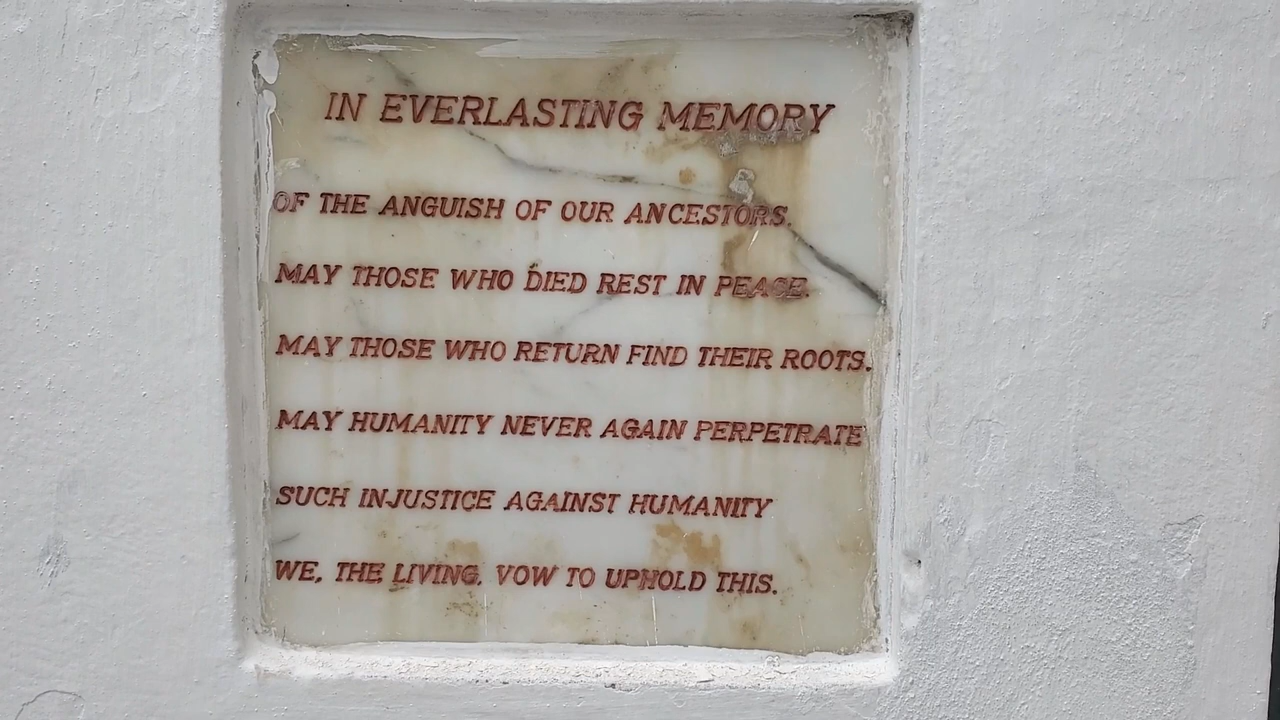 IN EVERLASTING MEMORY
OF THE ANGUISH OF OUR ANCESTORS.
MAY THOSE WHO DIED REST IN PEACE.
MAY THOSE WHO RETURN FIND THEIR ROOTS.
MAY HUMANITY NEVER AGAIN PERPETRATE
SUCH INJUSTICE AGAINST HUMANITY
WE, THE LIVING, VOW TO UPHOLD THIS.